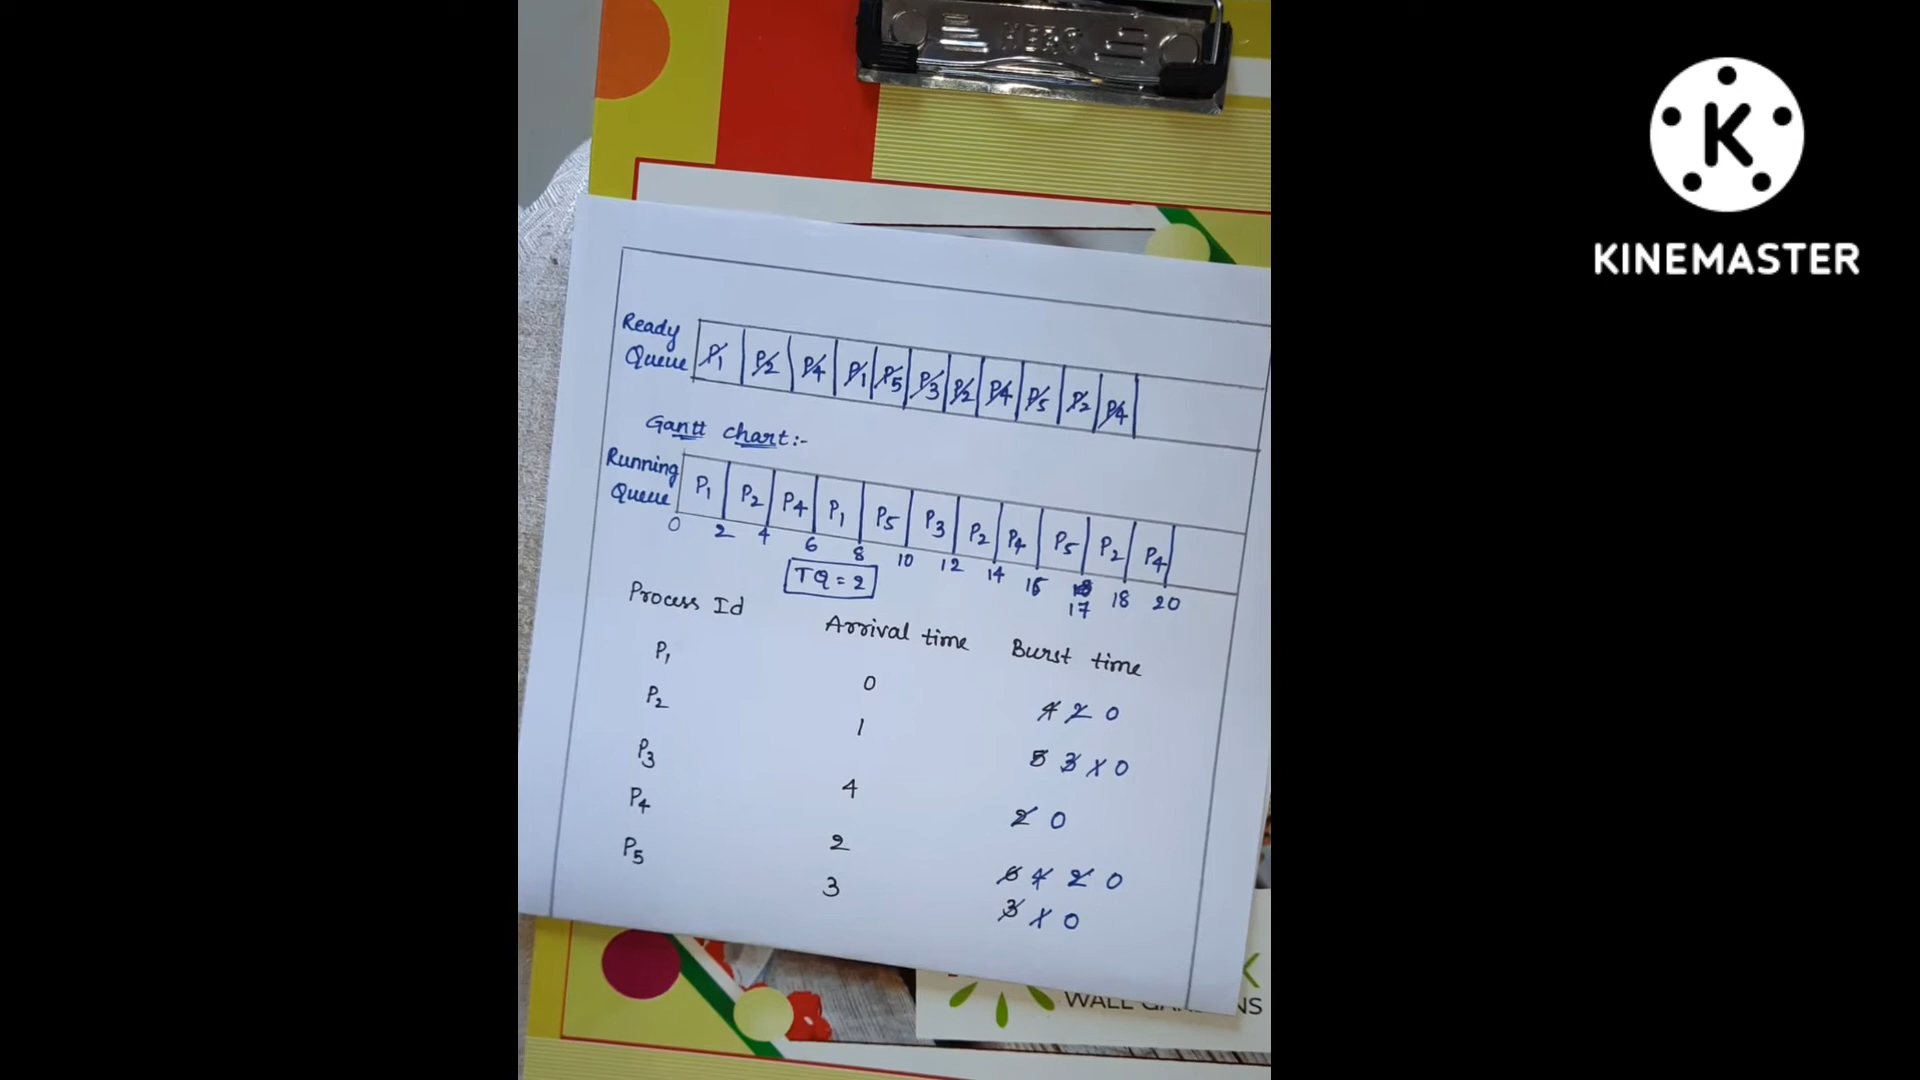 HERO
K
KINEMASTER
Ready Queue P1 P2 P4 P1 P5 P3 P2 P4 P5 P2 P4
Gantt chart:-
Running Queue P1 P2 P4 P1 P5 P3 P2 P4 P5 P2 P4
0 2 4 6 8 10 12 14 16 17 18 20
TQ = 2
Process Id Arrival time Burst time
P1 0 4 2 0
P2 1 5 3 1 0
P3 4 2 0
P4 2 6 4 2 0
P5 3 3 1 0
K
WALL